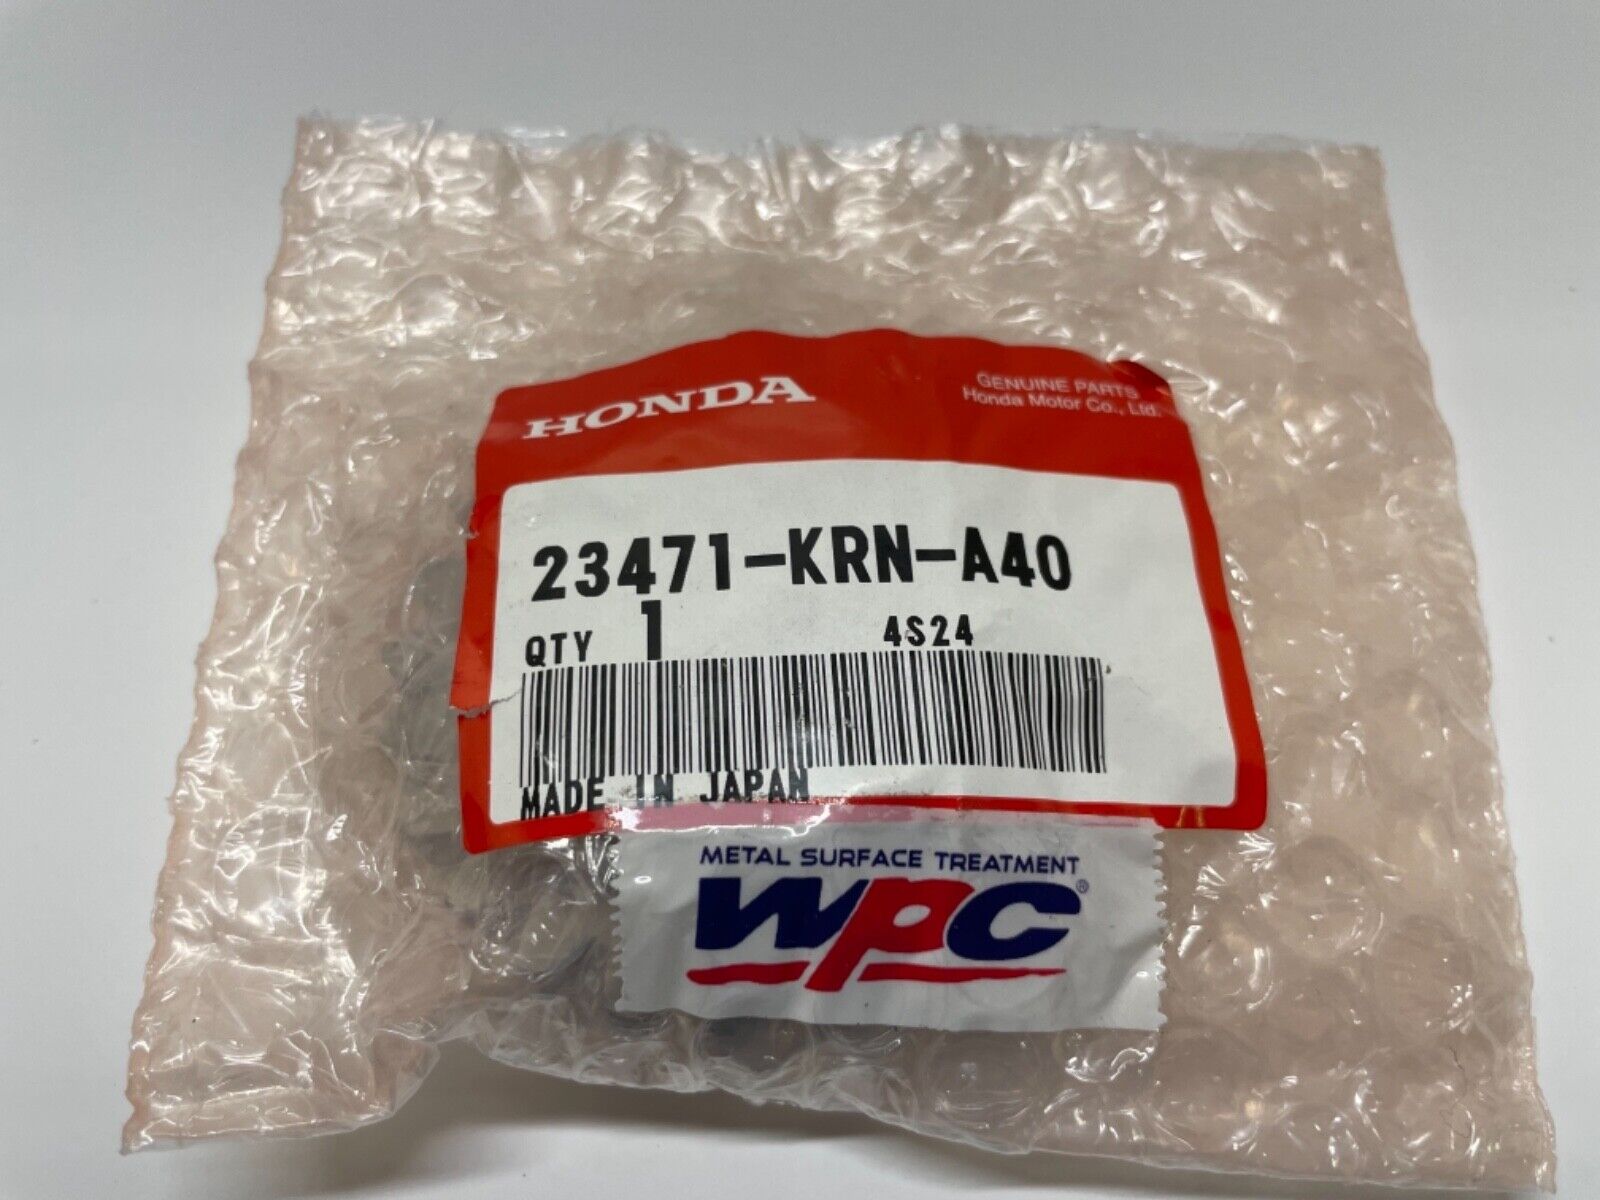 HONDA
GENUINE PARTS
Honda Motor Co., Ltd.
23471-KRN-A40
QTY 1 4S24
MADE IN JAPAN
METAL SURFACE TREATMENT
WPC®